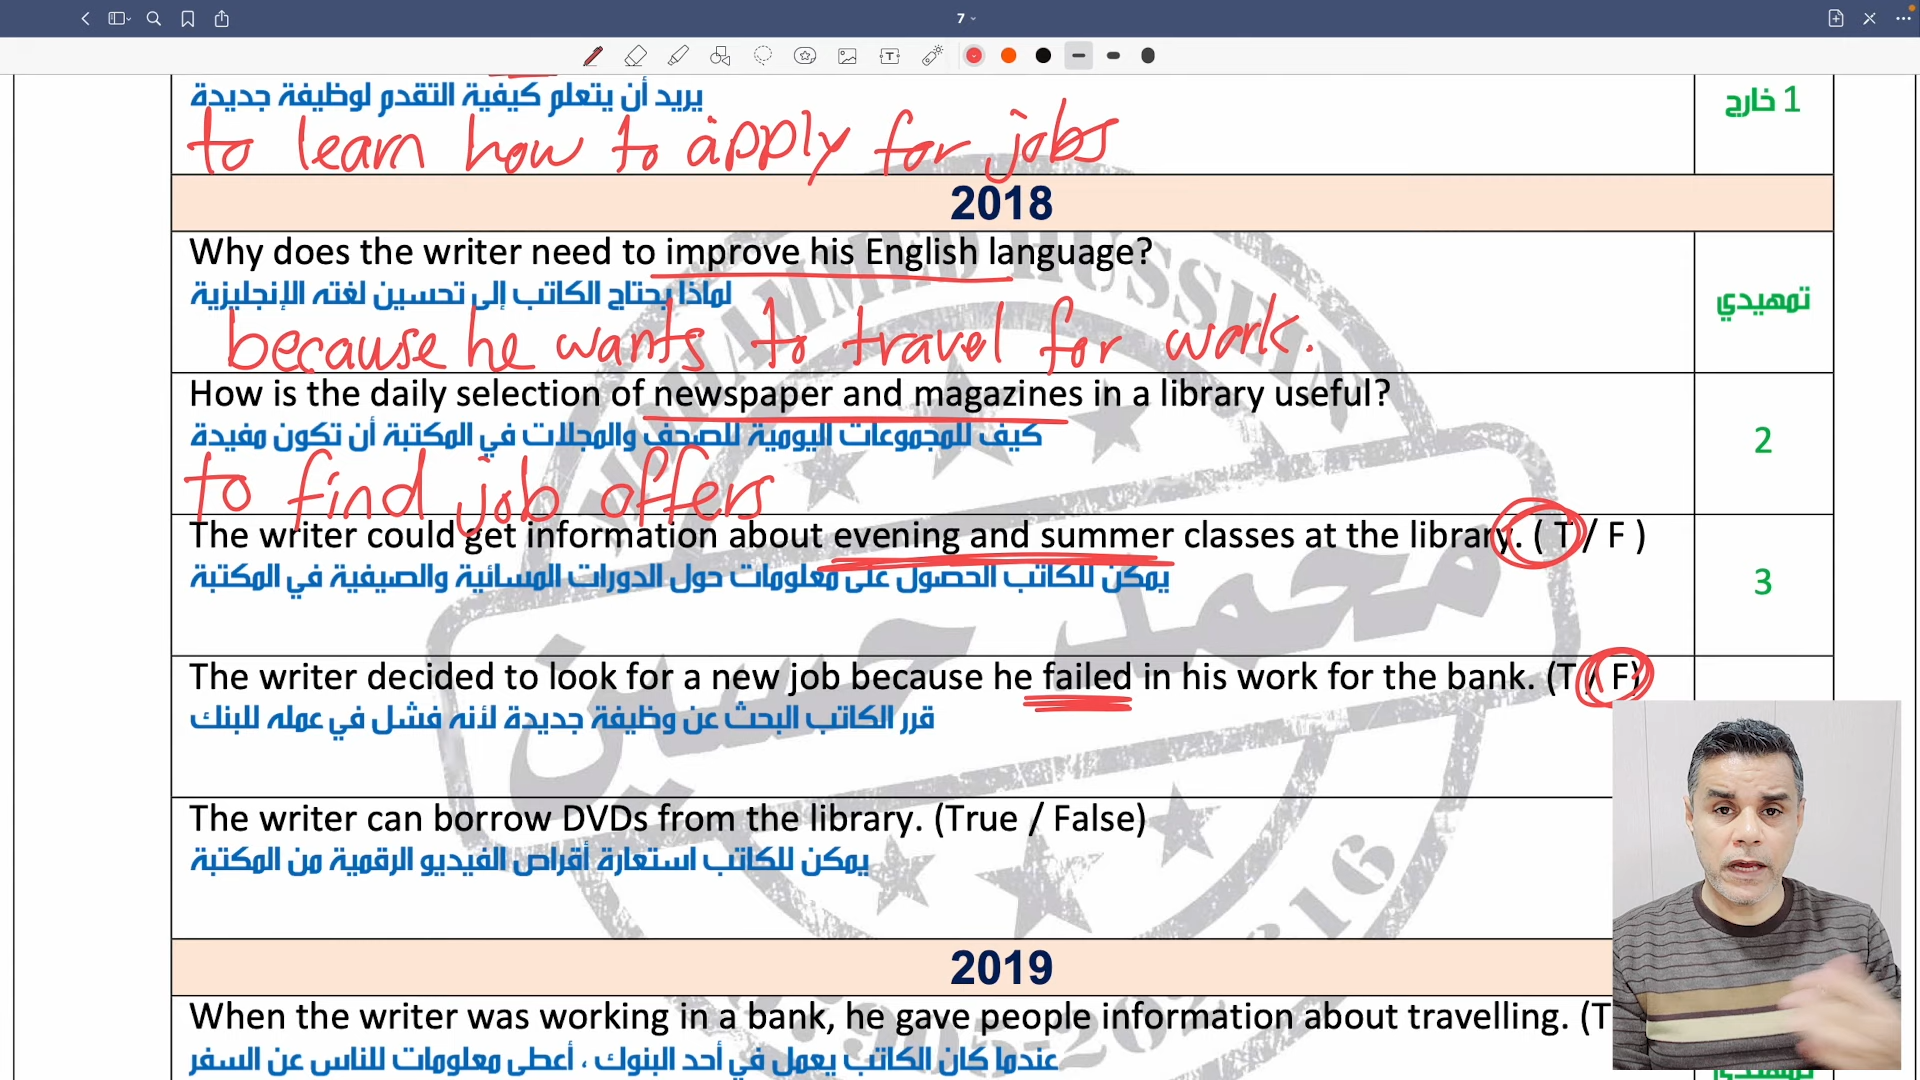 7
يريد أن يتعلم كيفية التقدم لوظيفة جديدة
1 خارج
to learn how to apply for jobs
2018
Why does the writer need to improve his English language?
لماذا يحتاج الكاتب إلى تحسين لغته الإنجليزية
تمهيدي
because he wants to travel for work.
How is the daily selection of newspaper and magazines in a library useful?
كيف للمجموعات اليومية للصحف والمجلات في المكتبة أن تكون مفيدة
2
to find job offers
The writer could get information about evening and summer classes at the library. ( T / F )
يمكن للكاتب الحصول على معلومات حول الدورات المسائية والصيفية في المكتبة
3
The writer decided to look for a new job because he failed in his work for the bank. (T / F)
قرر الكاتب البحث عن وظيفة جديدة لأنه فشل في عمله للبنك
The writer can borrow DVDs from the library. (True / False)
يمكن للكاتب استعارة أقراص الفيديو الرقمية من المكتبة
2019
When the writer was working in a bank, he gave people information about travelling. (T
عندما كان الكاتب يعمل في أحد البنوك ، أعطى معلومات للناس عن السفر
MOHAMMED HUSSIEN
محمد حسين